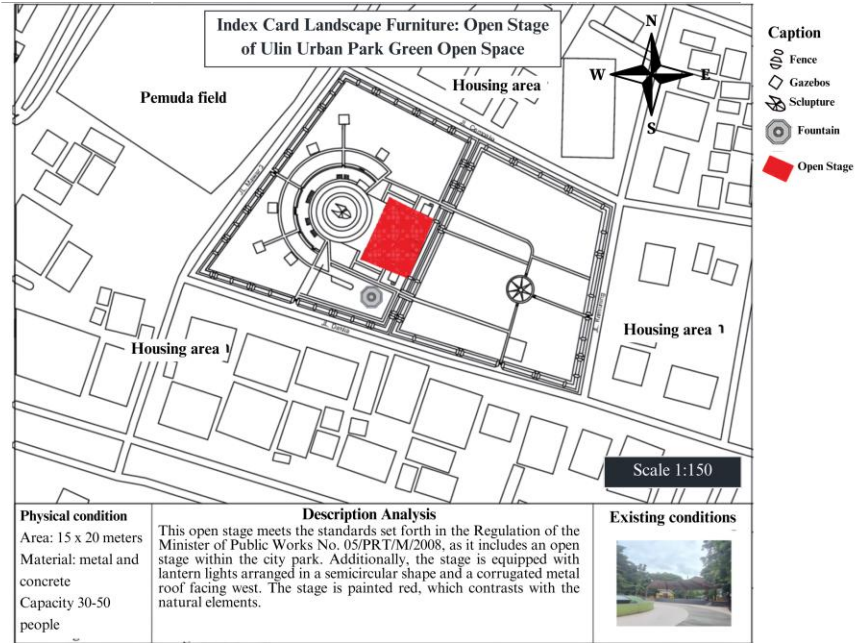 Index Card Landscape Furniture: Open Stage
of Ulin Urban Park Green Open Space
N
W
E
S
Caption
Fence
Gazebos
Sclupture
Fountain
Open Stage
Pemuda field
Housing area
Housing area
Housing area
Scale 1:150
Physical condition
Area: 15 x 20 meters
Material: metal and
concrete
Capacity 30-50
people
Description Analysis
This open stage meets the standards set forth in the Regulation of the
Minister of Public Works No. 05/PRT/M/2008, as it includes an open
stage within the city park. Additionally, the stage is equipped with
lantern lights arranged in a semicircular shape and a corrugated metal
roof facing west. The stage is painted red, which contrasts with the
natural elements.
Existing conditions